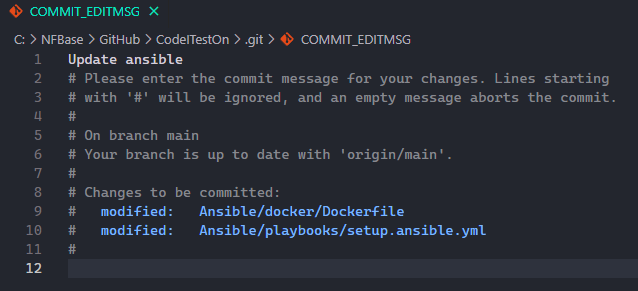 COMMIT_EDITMSG ×
C: > NFBase > GitHub > CodeITestOn > .git > COMMIT_EDITMSG
1 Update ansible
2 # Please enter the commit message for your changes. Lines starting
3 # with '#' will be ignored, and an empty message aborts the commit.
4 #
5 # On branch main
6 # Your branch is up to date with 'origin/main'.
7 #
8 # Changes to be committed:
9 #   modified:   Ansible/docker/Dockerfile
10 #   modified:   Ansible/playbooks/setup.ansible.yml
11 #
12